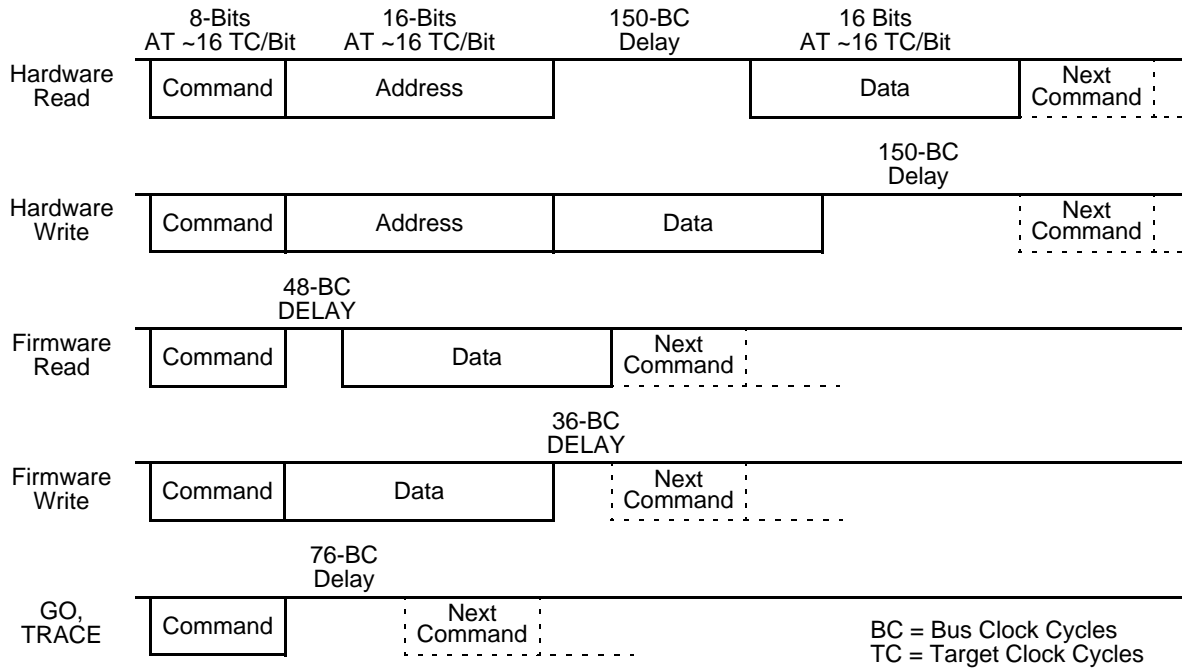 8-Bits 16-Bits 150-BC 16 Bits
AT ~16 TC/Bit AT ~16 TC/Bit Delay AT ~16 TC/Bit
Hardware Read Command Address Data Next Command
150-BC
Delay
Hardware Write Command Address Data Next Command
48-BC
DELAY
Firmware Read Command Data Next Command
36-BC
DELAY
Firmware Write Command Data Next Command
76-BC
Delay
GO, TRACE Command Next Command
BC = Bus Clock Cycles
TC = Target Clock Cycles